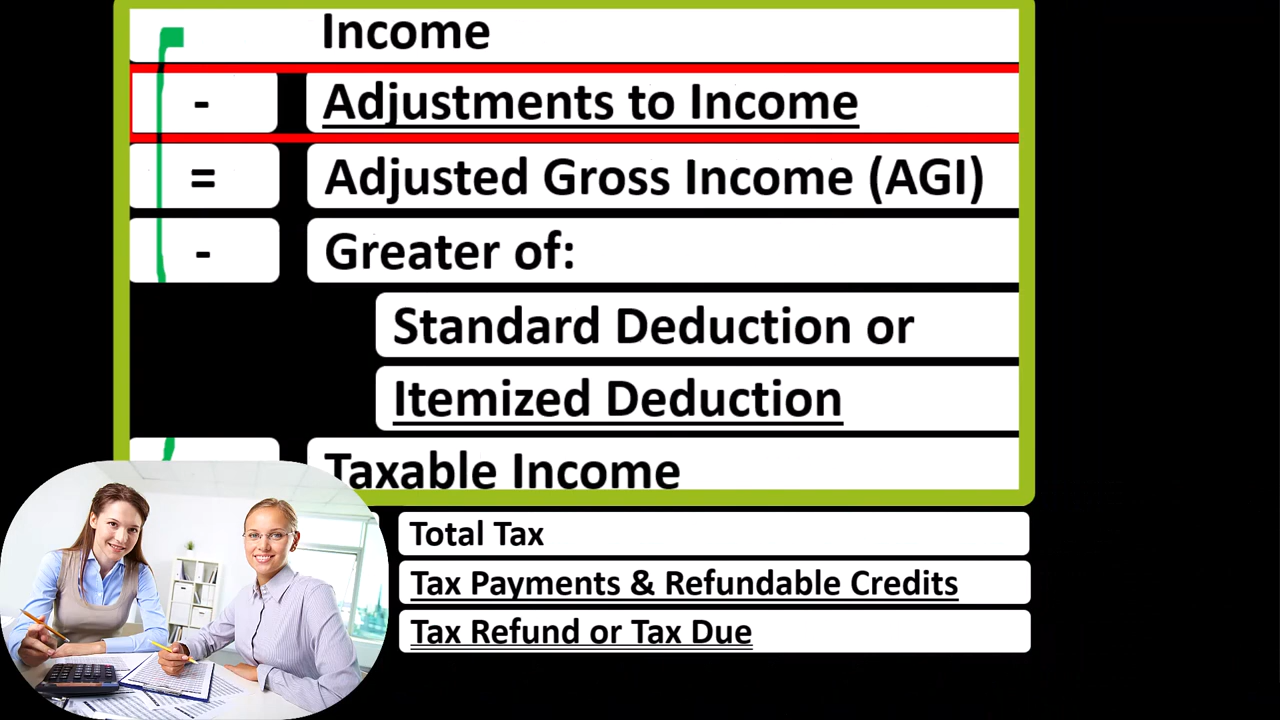 Income
- Adjustments to Income
= Adjusted Gross Income (AGI)
- Greater of:
Standard Deduction or
Itemized Deduction
Taxable Income
Total Tax
Tax Payments & Refundable Credits
Tax Refund or Tax Due